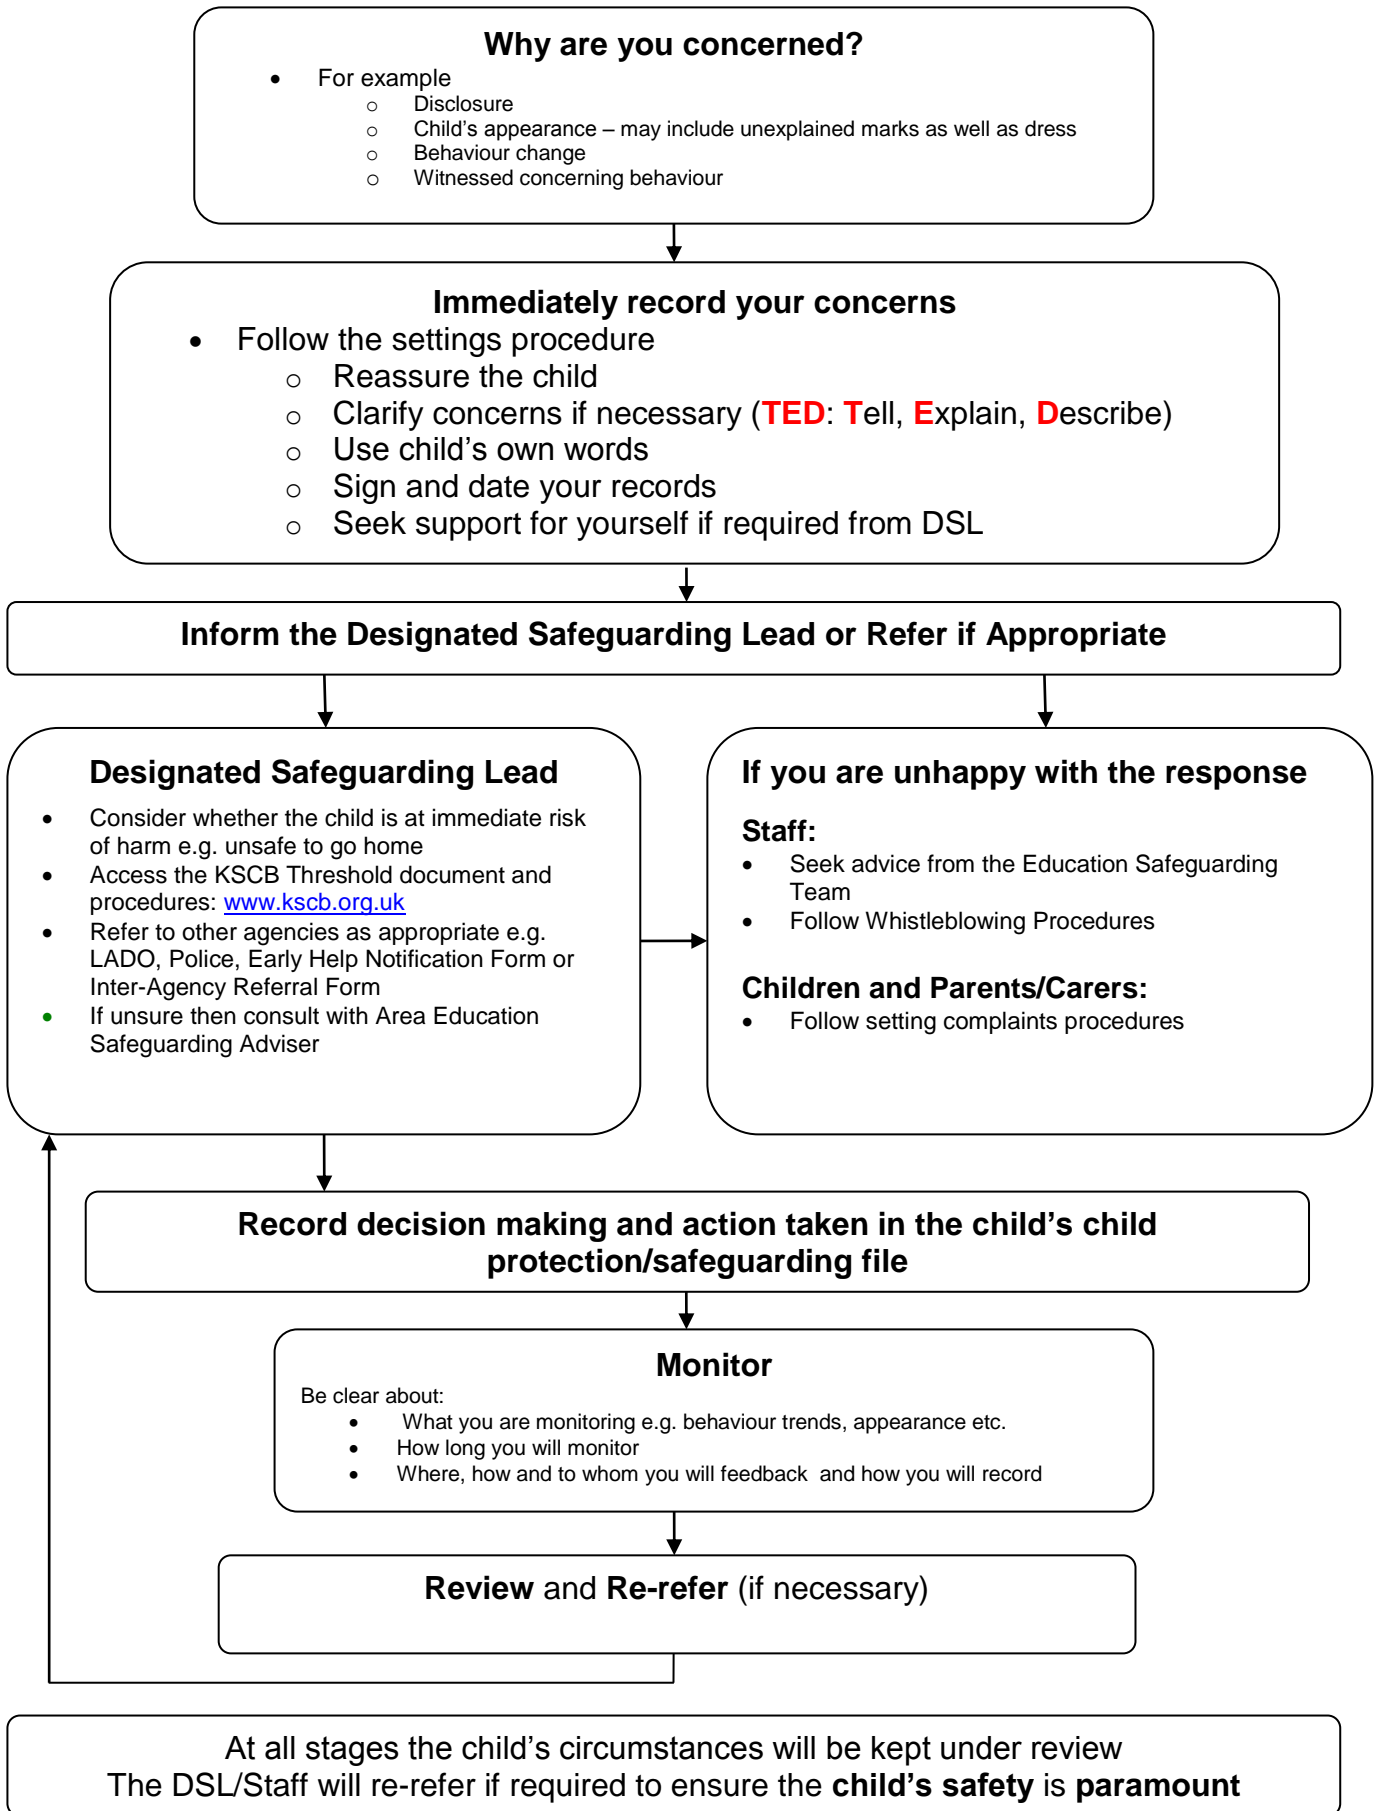 Why are you concerned?
• For example
o Disclosure
o Child's appearance – may include unexplained marks as well as dress
o Behaviour change
o Witnessed concerning behaviour
Immediately record your concerns
• Follow the settings procedure
o Reassure the child
o Clarify concerns if necessary (TED: Tell, Explain, Describe)
o Use child's own words
o Sign and date your records
o Seek support for yourself if required from DSL
Inform the Designated Safeguarding Lead or Refer if Appropriate
Designated Safeguarding Lead
• Consider whether the child is at immediate risk
of harm e.g. unsafe to go home
• Access the KSCB Threshold document and
procedures: www.kscb.org.uk
• Refer to other agencies as appropriate e.g.
LADO, Police, Early Help Notification Form or
Inter-Agency Referral Form
• If unsure then consult with Area Education
Safeguarding Adviser
If you are unhappy with the response
Staff:
• Seek advice from the Education Safeguarding
Team
• Follow Whistleblowing Procedures
Children and Parents/Carers:
• Follow setting complaints procedures
Record decision making and action taken in the child's child
protection/safeguarding file
Monitor
Be clear about:
• What you are monitoring e.g. behaviour trends, appearance etc.
• How long you will monitor
• Where, how and to whom you will feedback and how you will record
Review and Re-refer (if necessary)
At all stages the child's circumstances will be kept under review
The DSL/Staff will re-refer if required to ensure the child's safety is paramount